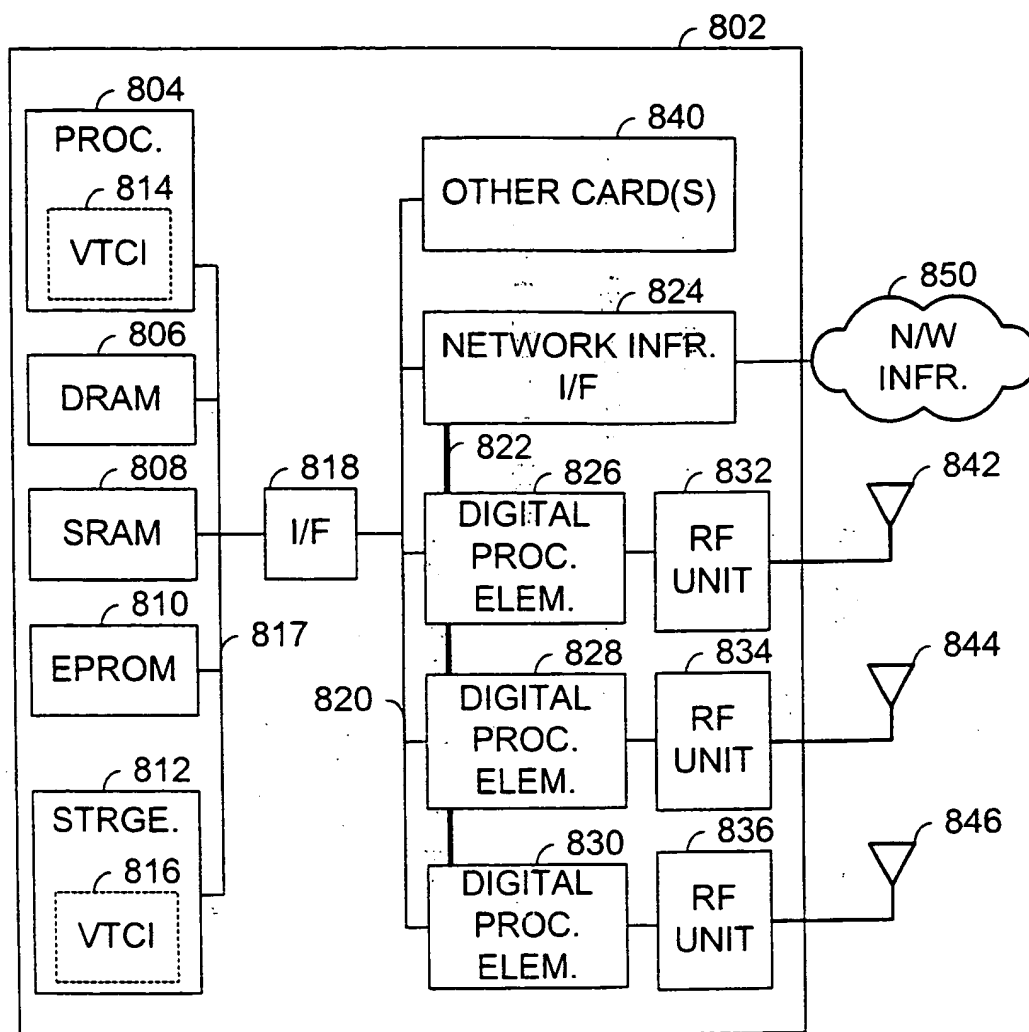 802
804
PROC.
814
VTCI
806
DRAM
808
SRAM
810
EPROM
817
812
STRGE.
816
VTCI
818
I/F
820
840
OTHER CARD(S)
824
NETWORK INFR.
I/F
822
850
N/W
INFR.
826
DIGITAL
PROC.
ELEM.
832
RF
UNIT
842
828
DIGITAL
PROC.
ELEM.
834
RF
UNIT
844
830
DIGITAL
PROC.
ELEM.
836
RF
UNIT
846